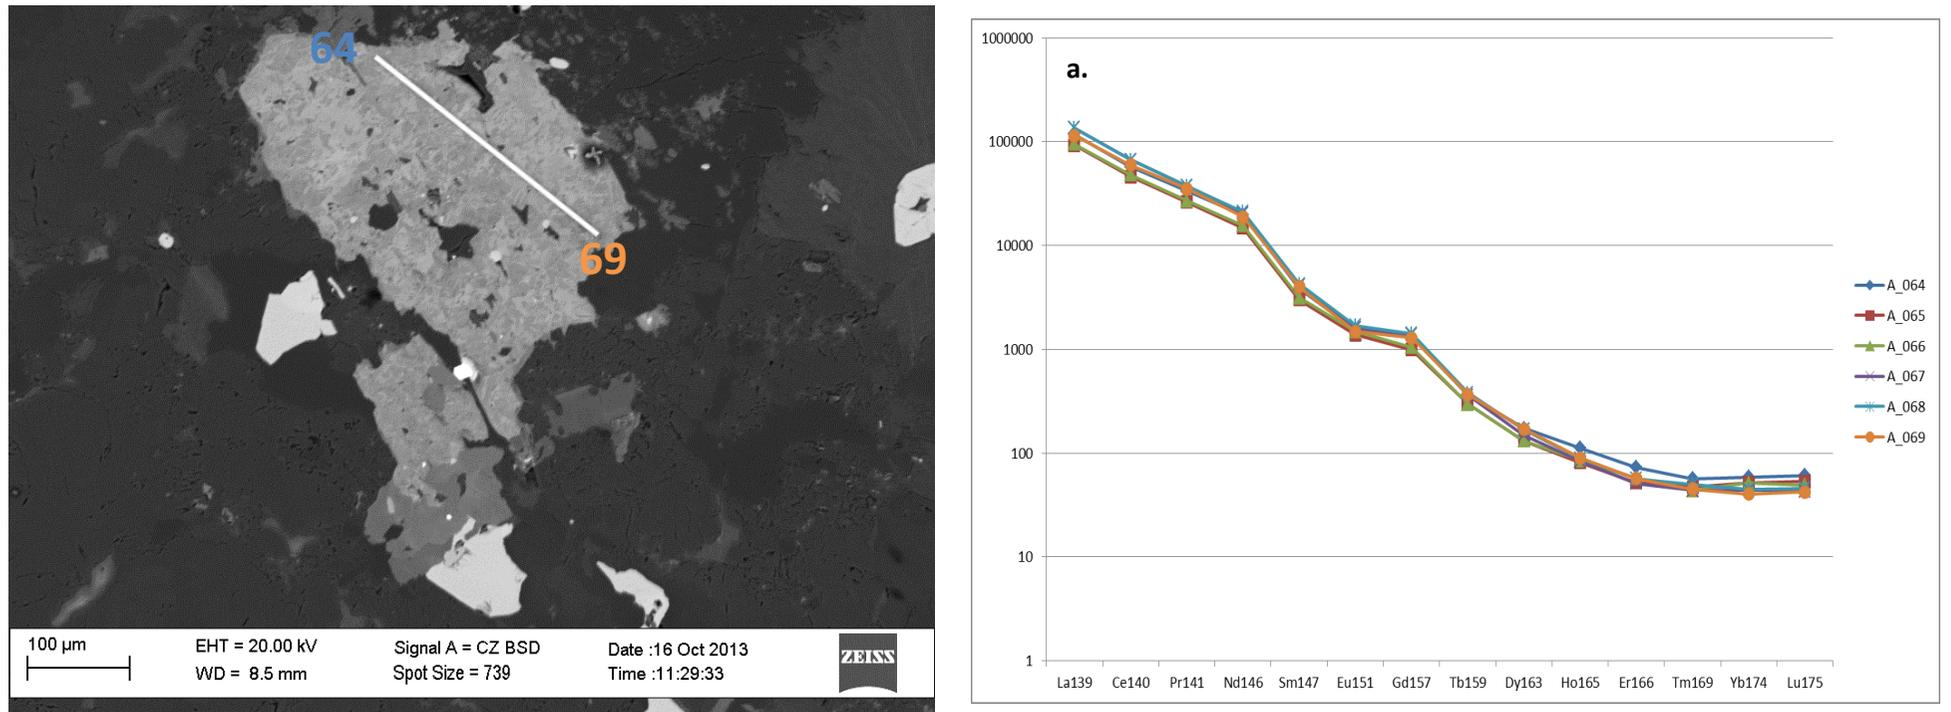 64
69
100 µm
EHT = 20.00 kV
WD = 8.5 mm
Signal A = CZ BSD
Spot Size = 739
Date :16 Oct 2013
Time :11:29:33
ZEISS
a.
1000000
100000
10000
1000
100
10
1
La139 Ce140 Pr141 Nd146 Sm147 Eu151 Gd157 Tb159 Dy163 Ho165 Er166 Tm169 Yb174 Lu175
A_064
A_065
A_066
A_067
A_068
A_069